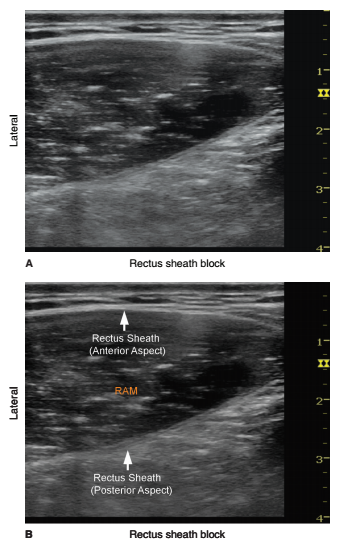 Lateral
1
2
3
4
A
Rectus sheath block
Lateral
Rectus Sheath
(Anterior Aspect)
RAM
Rectus Sheath
(Posterior Aspect)
1
2
3
4
B
Rectus sheath block